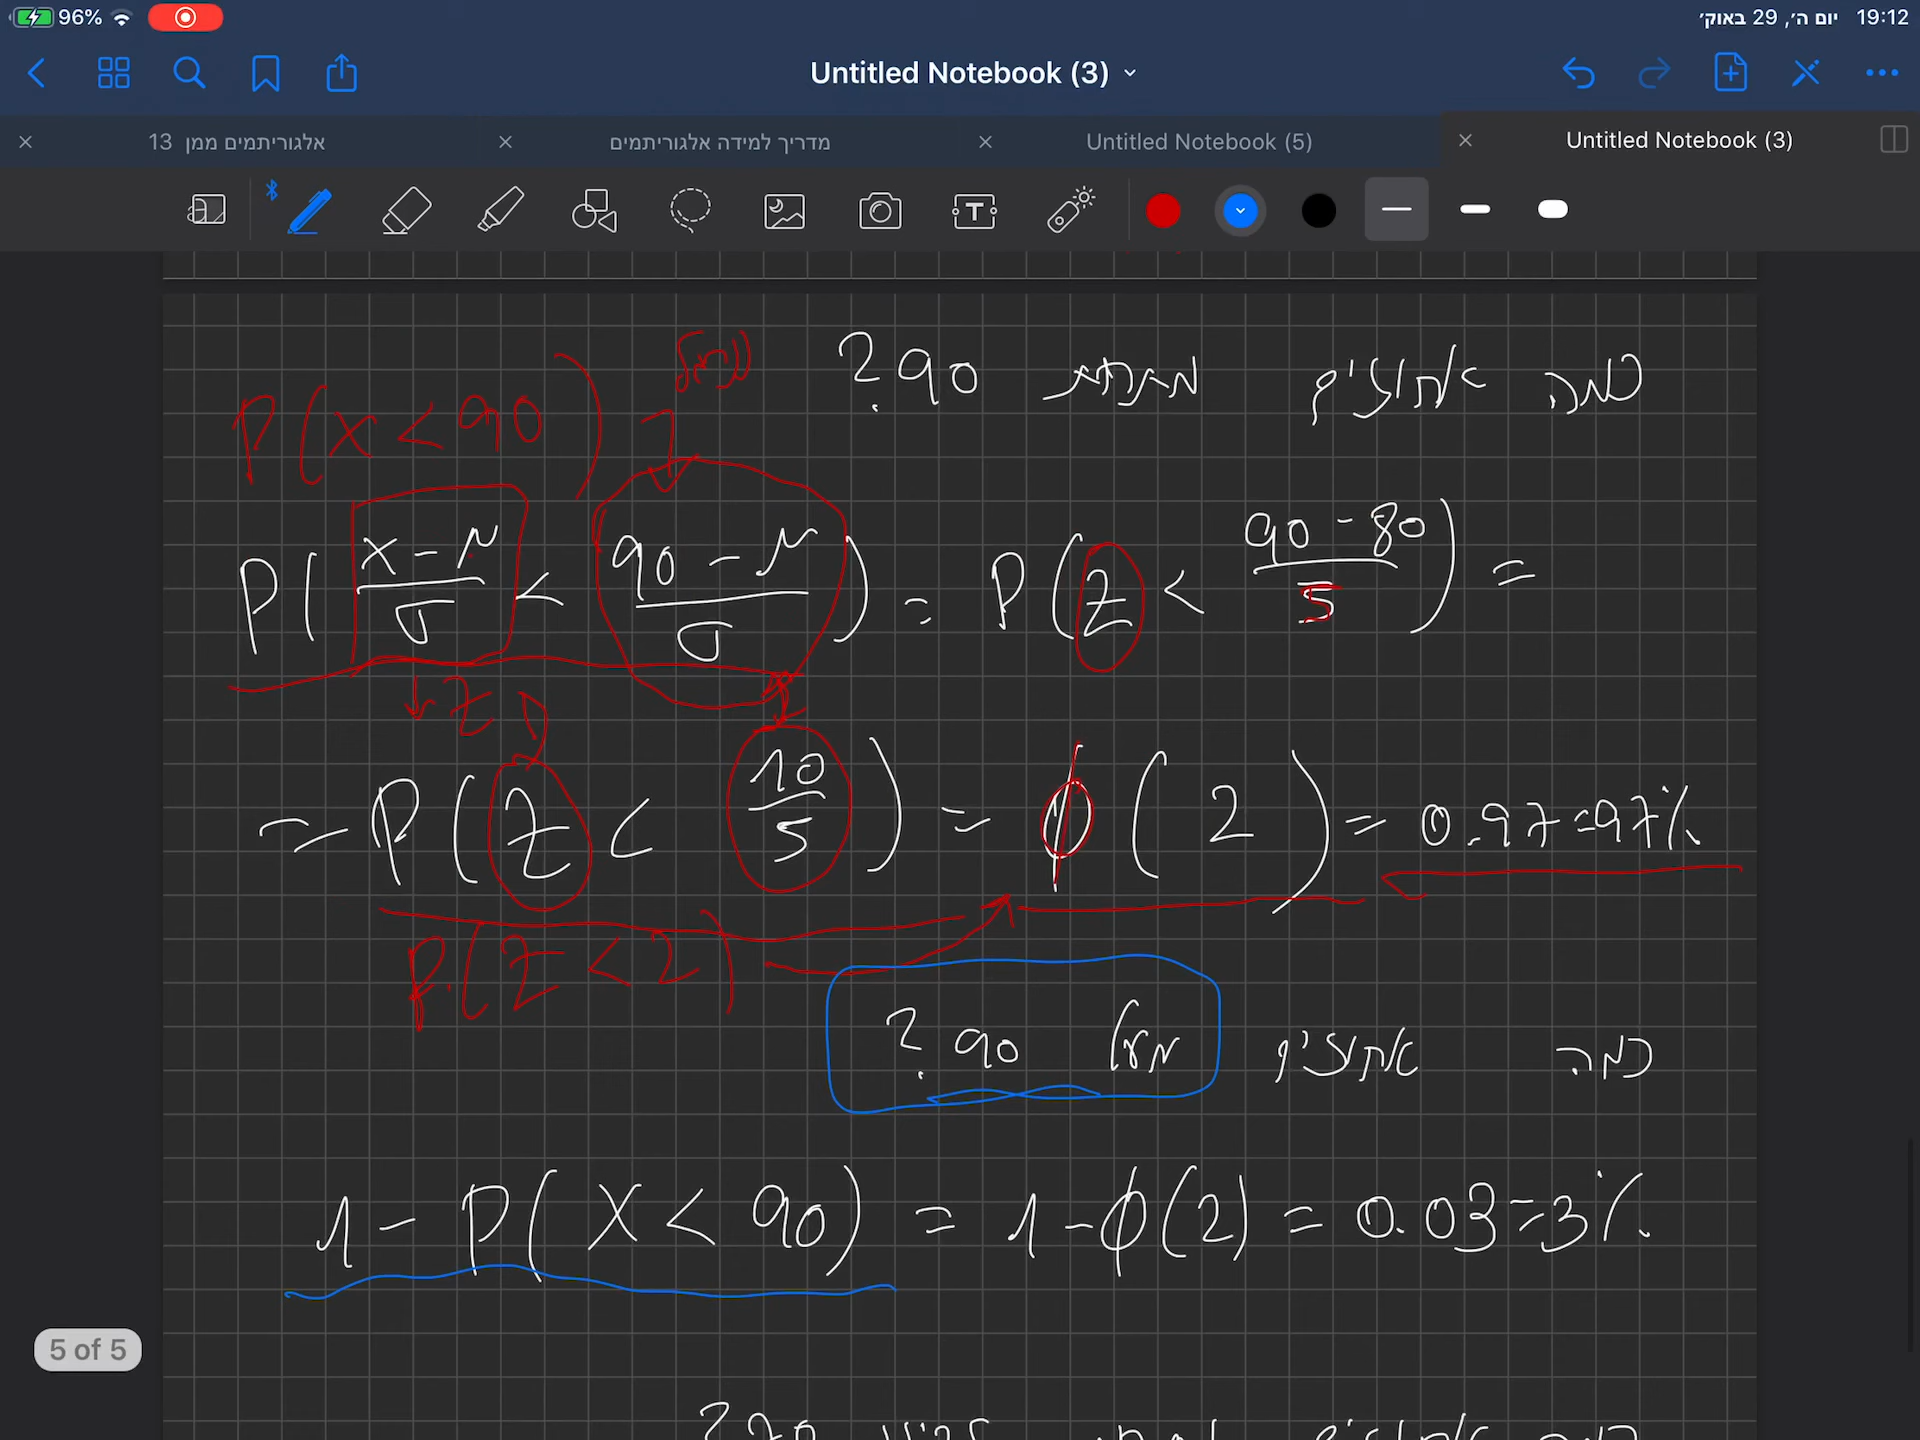 96%
19:12 יום ה׳, 29 באוק׳
Untitled Notebook (3)
אלגוריתמים ממן 13
מדריך למידה אלגוריתמים
Untitled Notebook (5)
Untitled Notebook (3)
T
כמה אחוזים מתחת 90?
P(x<90)
P( (x-μ)/σ < (90-μ)/σ ) = P(Z < (90-80)/5) =
↓ Z
= P(Z < 10/5) = ϕ(2) = 0.97=97%
P(Z<2)
כמה אחוזים מעל 90?
1-P(X<90) = 1-ϕ(2) = 0.03=3%
5 of 5